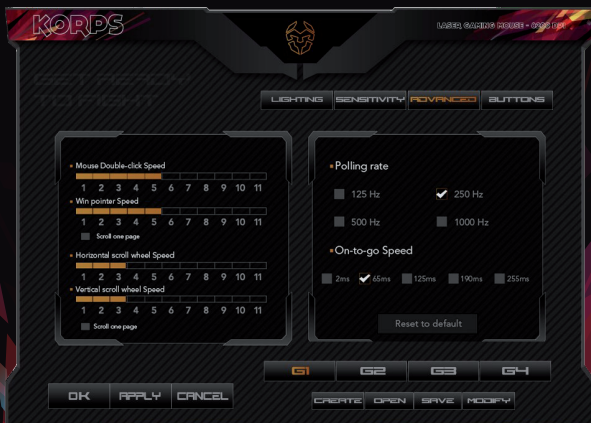 KORPS
LASER GAMING MOUSE - 8200 DPI
LIGHTING SENSITIVITY ADVANCED BUTTONS
Mouse Double-click Speed
1 2 3 4 5 6 7 8 9 10 11
Win pointer Speed
1 2 3 4 5 6 7 8 9 10 11
Scroll one page
Horizontal scroll wheel Speed
1 2 3 4 5 6 7 8 9 10 11
Vertical scroll wheel Speed
1 2 3 4 5 6 7 8 9 10 11
Scroll one page
Polling rate
125 Hz 250 Hz
500 Hz 1000 Hz
On-to-go Speed
2ms 65ms 125ms 190ms 255ms
Reset to default
G1 G2 G3 G4
OK APPLY CANCEL
CREATE OPEN SAVE MODIFY